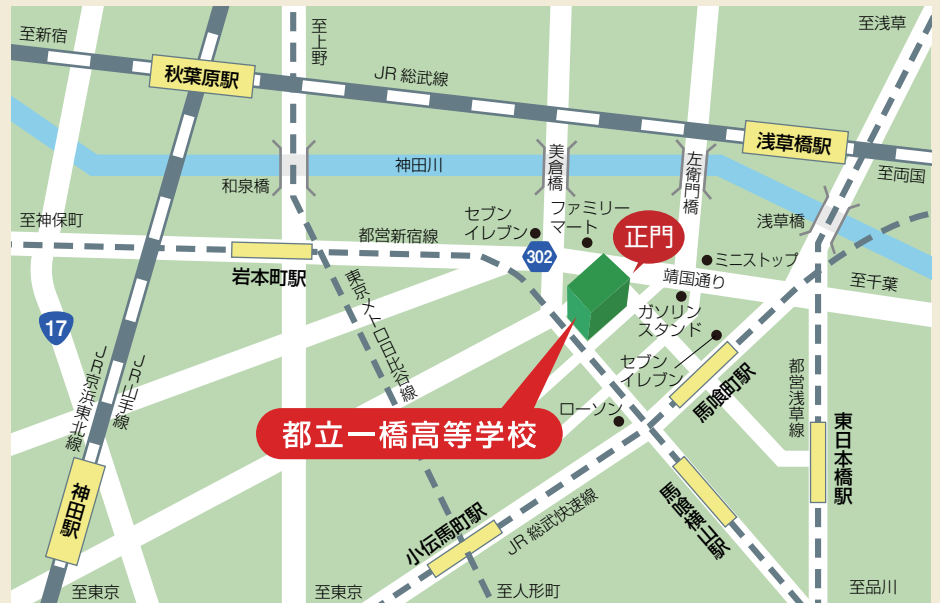 至新宿
至上野
至浅草
秋葉原駅
JR 総武線
浅草橋駅
神田川
美倉橋
左衛門橋
至両国
和泉橋
至神保町
セブン
イレブン
ファミリー
マート
正門
浅草橋
都営新宿線
302
ミニストップ
岩本町駅
靖国通り
至千葉
東京メトロ日比谷線
ガソリン
スタンド
17
JR山手線
JR京浜東北線
セブン
イレブン
馬喰町駅
都営浅草線
ローソン
都立一橋高等学校
東日本橋駅
神田駅
馬喰横山駅
小伝馬町駅
JR 総武快速線
至東京
至東京
至人形町
至品川